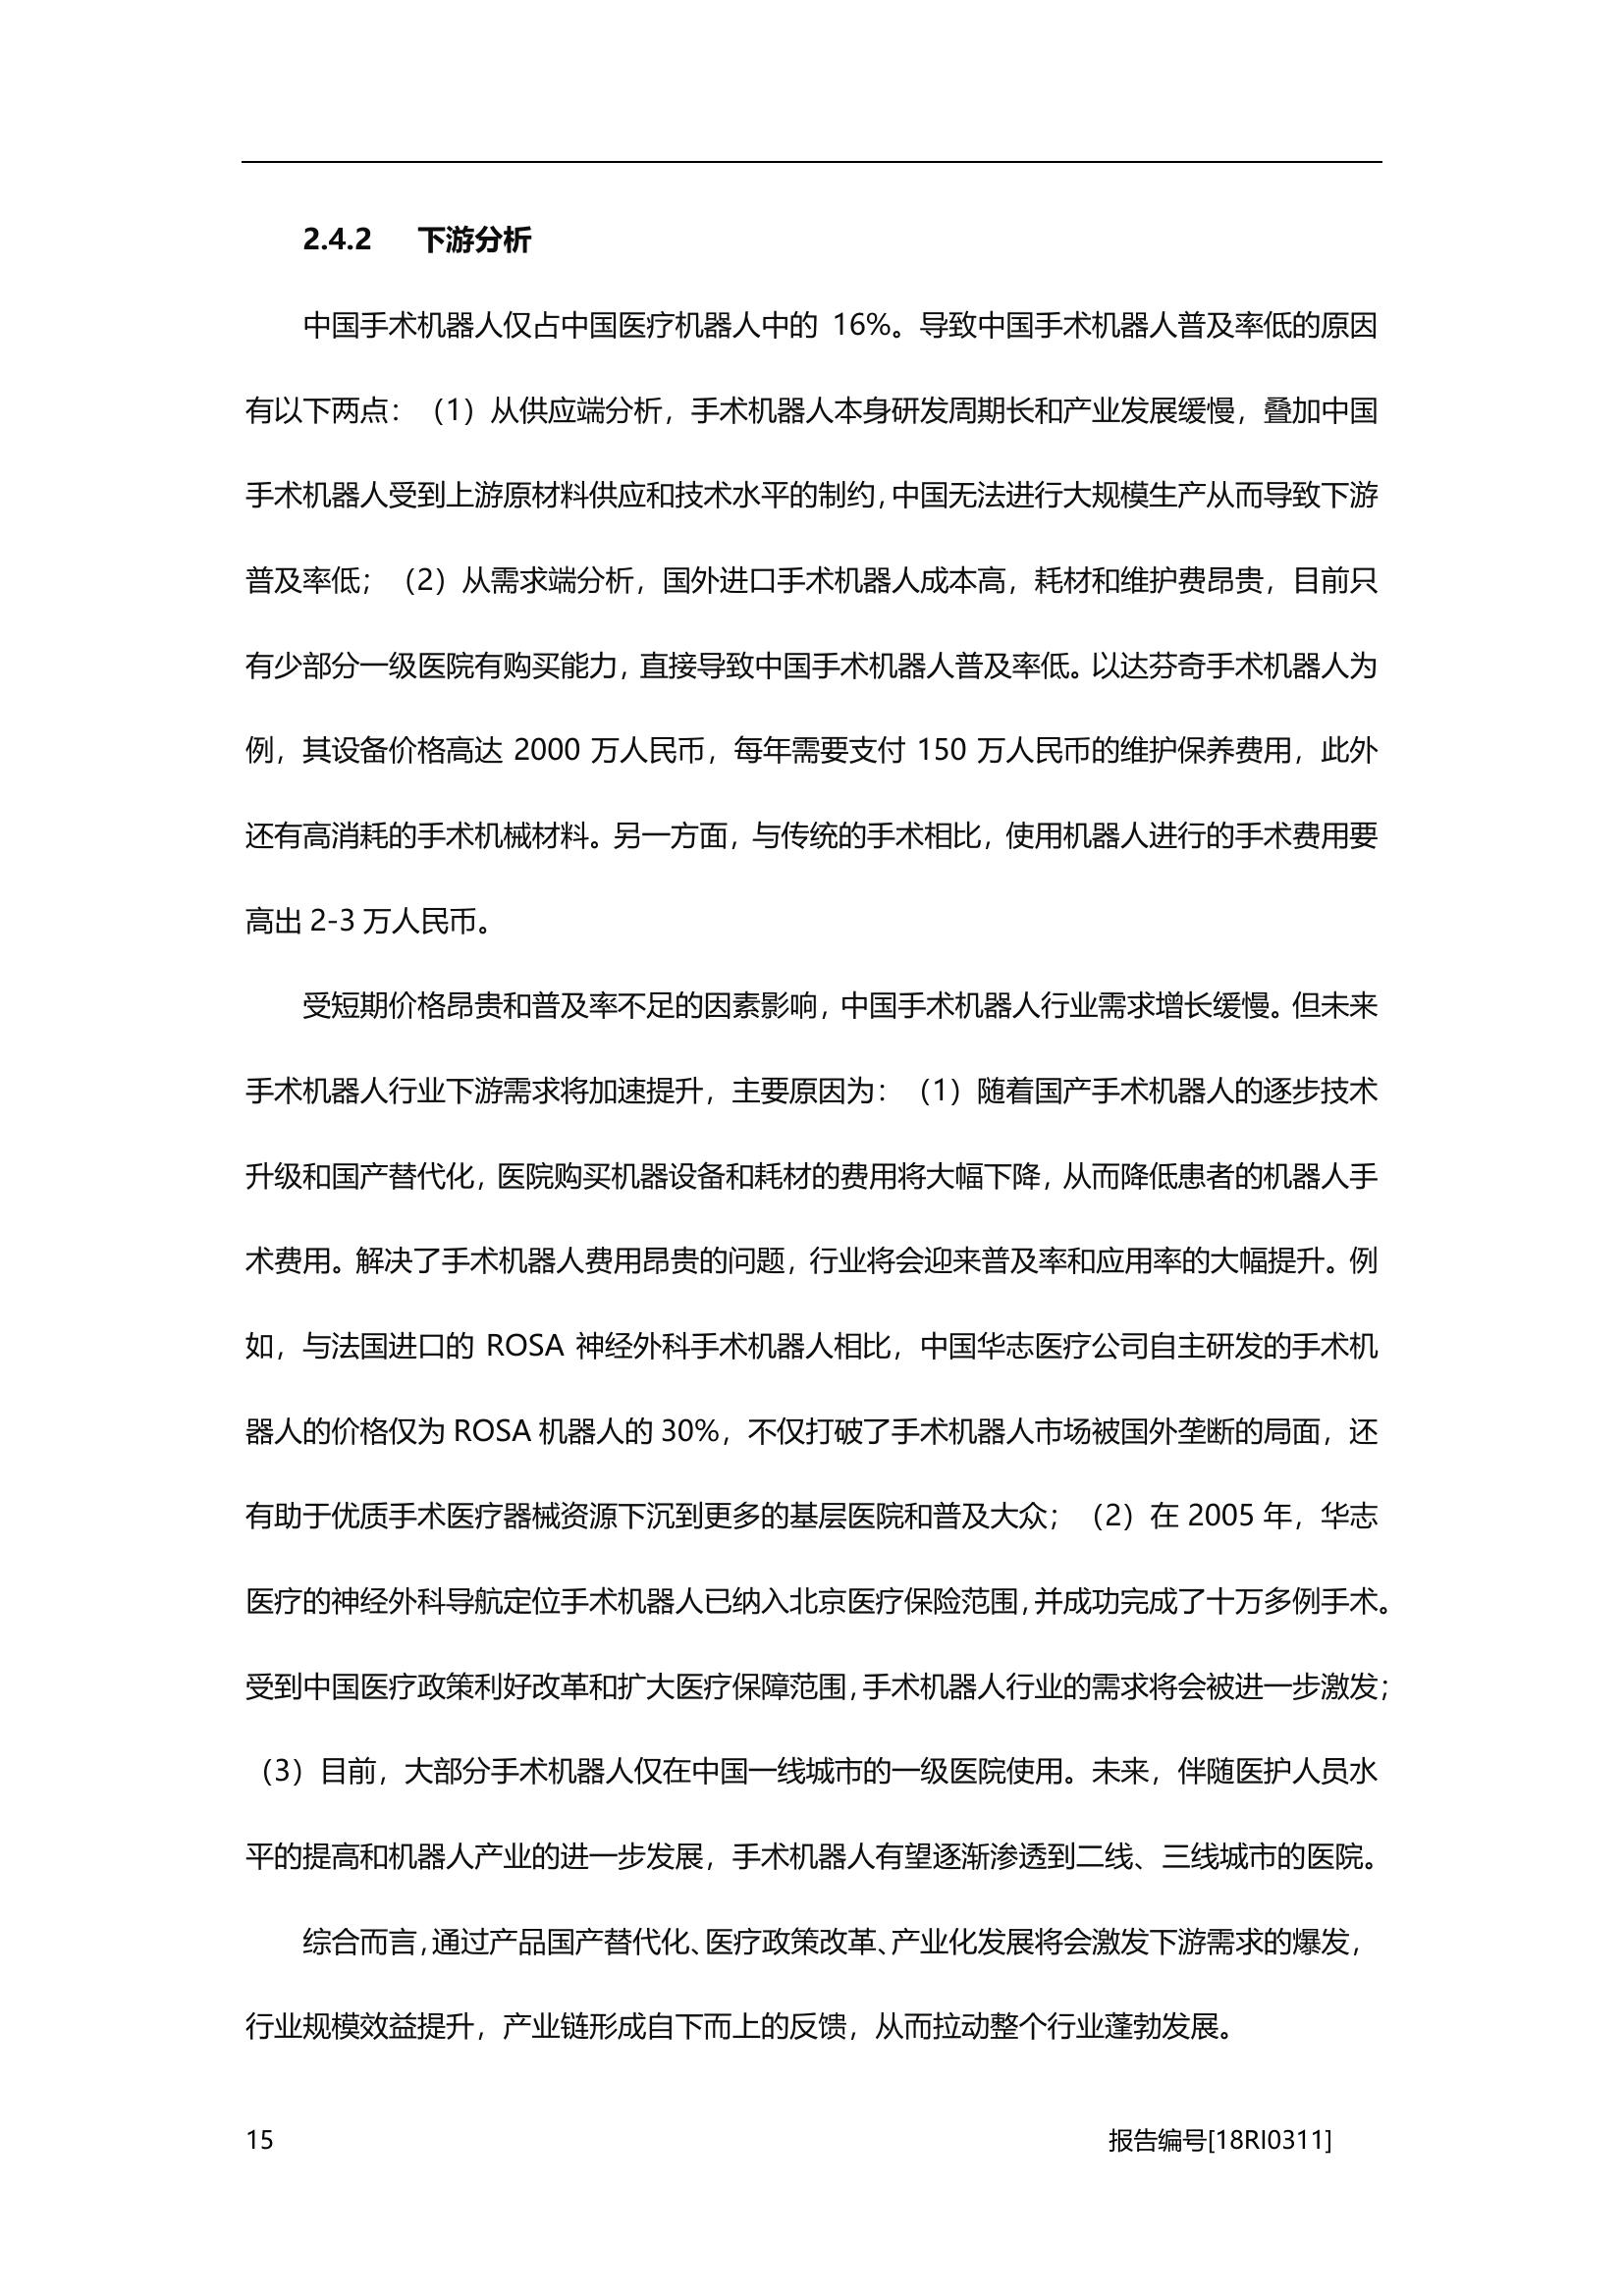 2.4.2 下游分析
中国手术机器人仅占中国医疗机器人中的 16%。导致中国手术机器人普及率低的原因
有以下两点：（1）从供应端分析，手术机器人本身研发周期长和产业发展缓慢，叠加中国
手术机器人受到上游原材料供应和技术水平的制约，中国无法进行大规模生产从而导致下游
普及率低；（2）从需求端分析，国外进口手术机器人成本高，耗材和维护费昂贵，目前只
有少部分一级医院有购买能力，直接导致中国手术机器人普及率低。以达芬奇手术机器人为
例，其设备价格高达 2000 万人民币，每年需要支付 150 万人民币的维护保养费用，此外
还有高消耗的手术机械材料。另一方面，与传统的手术相比，使用机器人进行的手术费用要
高出 2-3 万人民币。
受短期价格昂贵和普及率不足的因素影响，中国手术机器人行业需求增长缓慢。但未来
手术机器人行业下游需求将加速提升，主要原因为：（1）随着国产手术机器人的逐步技术
升级和国产替代化，医院购买机器设备和耗材的费用将大幅下降，从而降低患者的机器人手
术费用。解决了手术机器人费用昂贵的问题，行业将会迎来普及率和应用率的大幅提升。例
如，与法国进口的 ROSA 神经外科手术机器人相比，中国华志医疗公司自主研发的手术机
器人的价格仅为 ROSA 机器人的 30%，不仅打破了手术机器人市场被国外垄断的局面，还
有助于优质手术医疗器械资源下沉到更多的基层医院和普及大众；（2）在 2005 年，华志
医疗的神经外科导航定位手术机器人已纳入北京医疗保险范围，并成功完成了十万多例手术。
受到中国医疗政策利好改革和扩大医疗保障范围，手术机器人行业的需求将会被进一步激发；
（3）目前，大部分手术机器人仅在中国一线城市的一级医院使用。未来，伴随医护人员水
平的提高和机器人产业的进一步发展，手术机器人有望逐渐渗透到二线、三线城市的医院。
综合而言，通过产品国产替代化、医疗政策改革、产业化发展将会激发下游需求的爆发，
行业规模效益提升，产业链形成自下而上的反馈，从而拉动整个行业蓬勃发展。
15 报告编号[18RI0311]